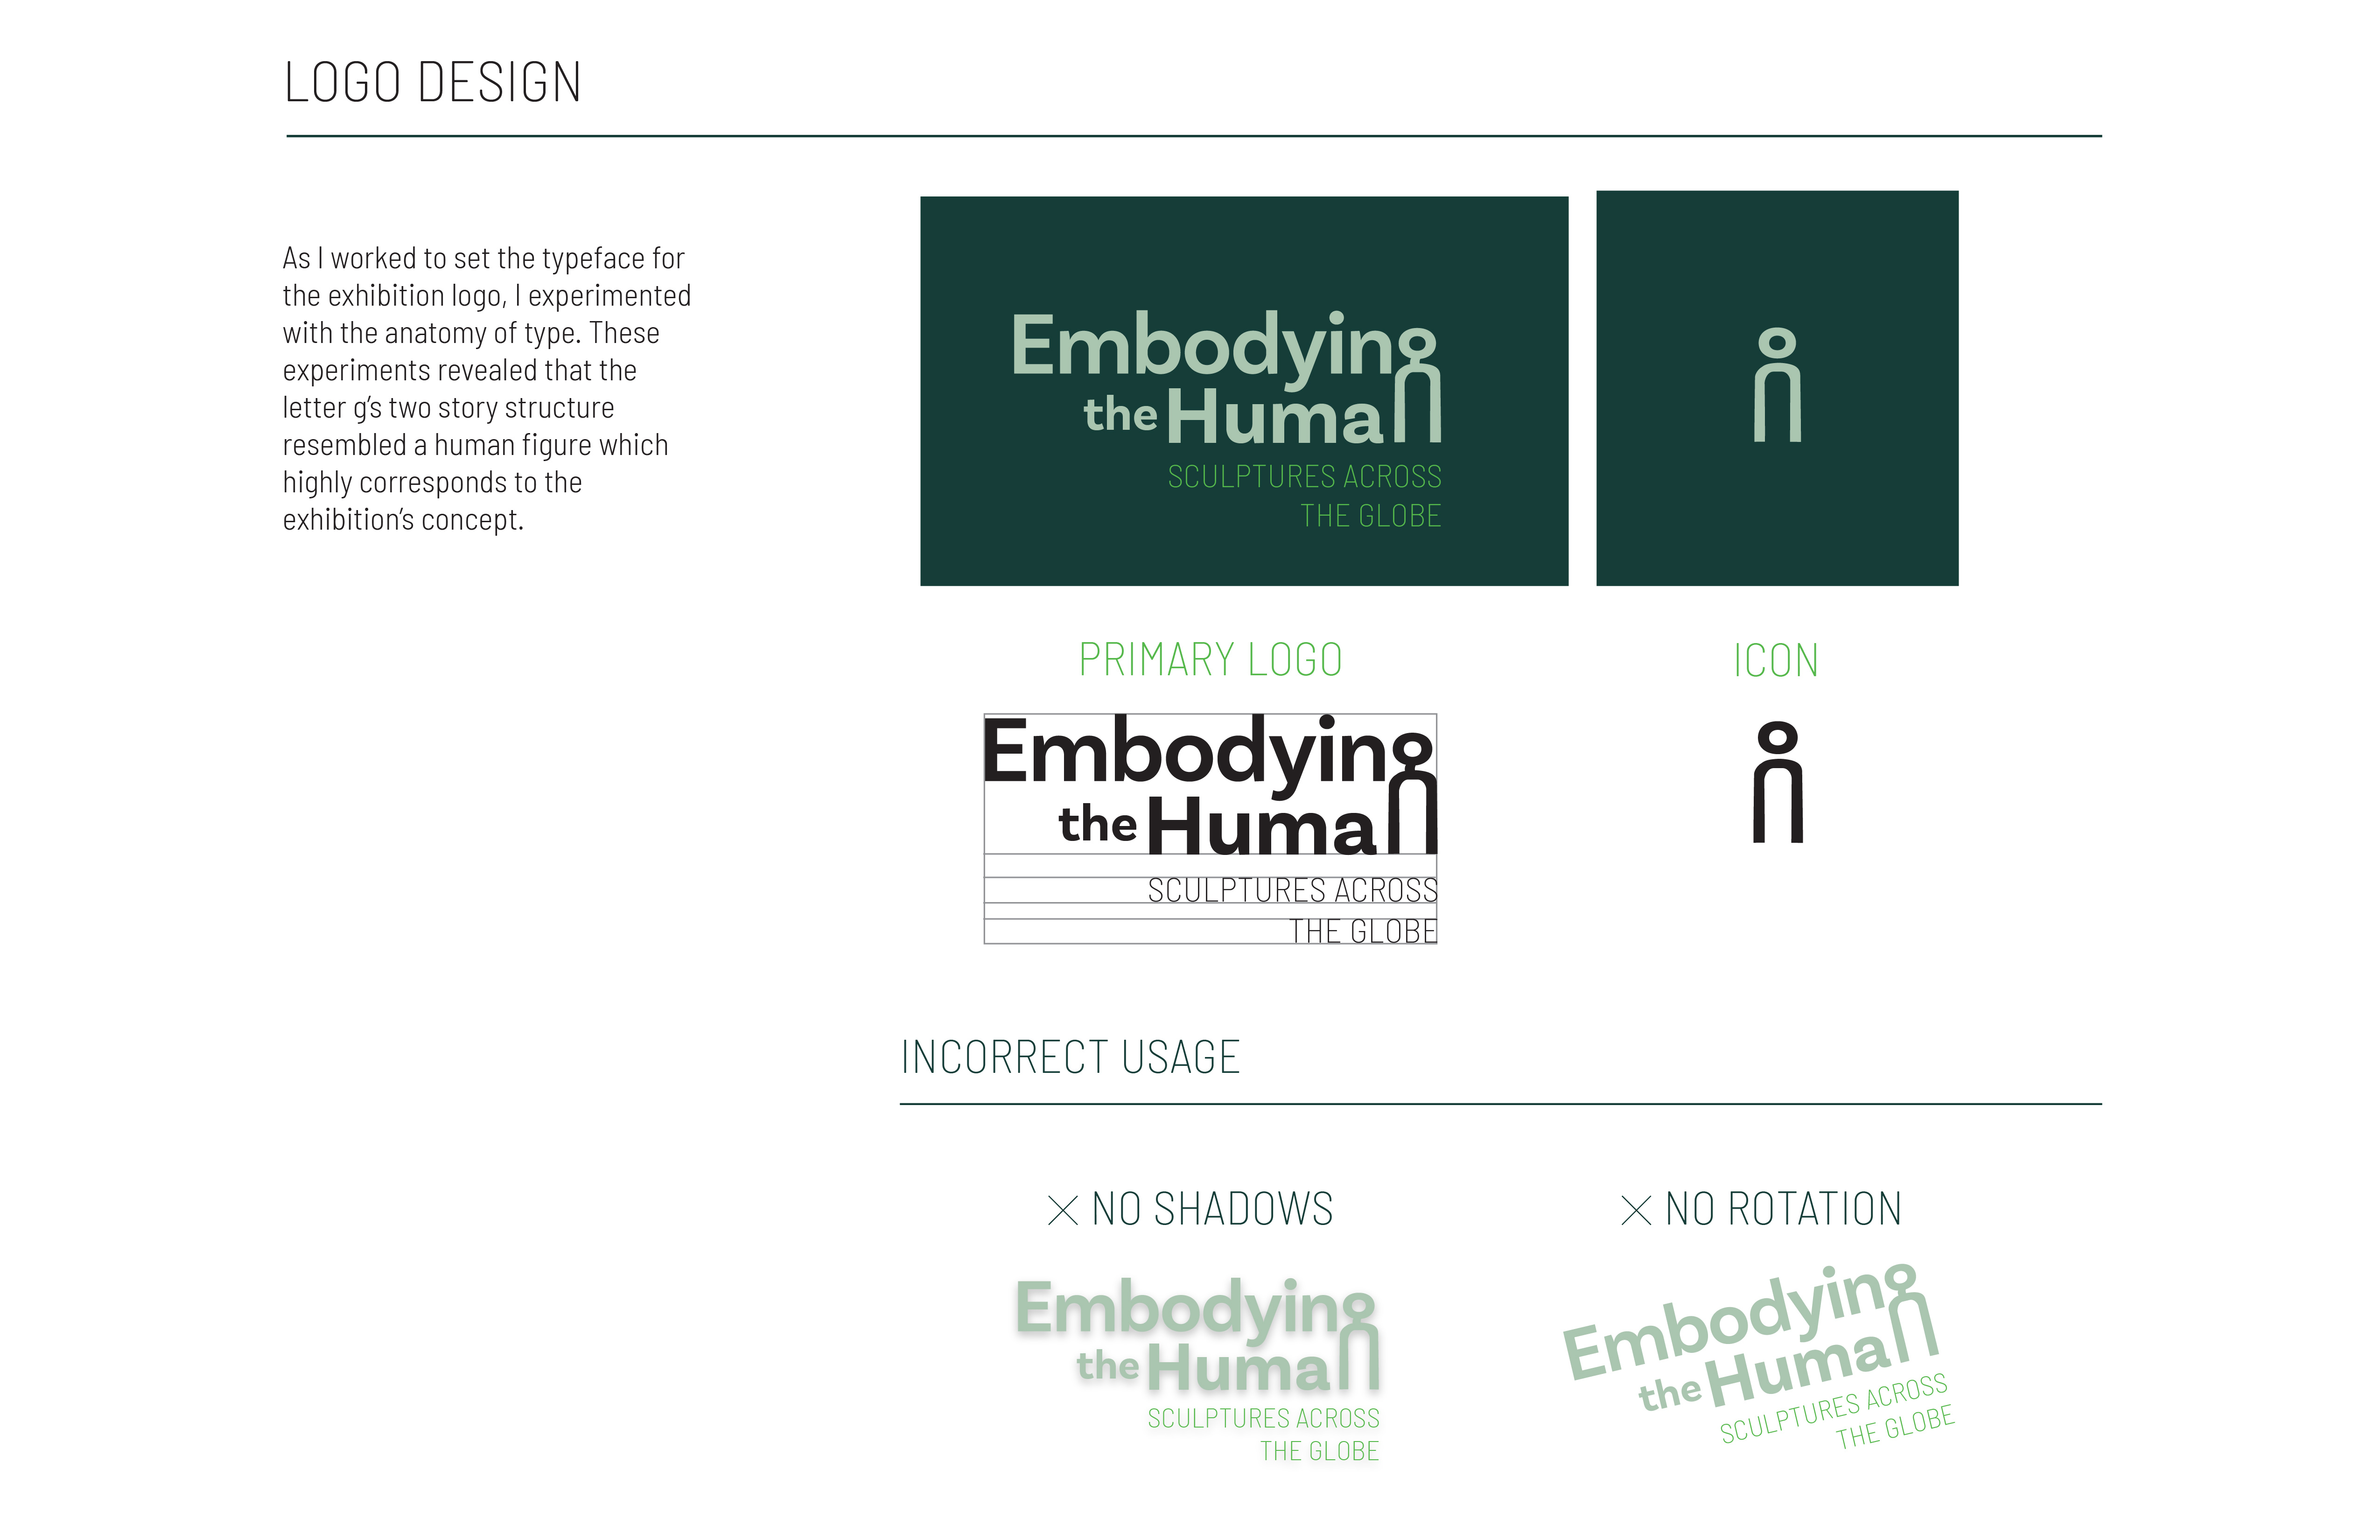 LOGO DESIGN
As I worked to set the typeface for
the exhibition logo, I experimented
with the anatomy of type. These
experiments revealed that the
letter g’s two story structure
resembled a human figure which
highly corresponds to the
exhibition’s concept.
Embodying
the Human
SCULPTURES ACROSS
THE GLOBE
PRIMARY LOGO
ICON
Embodying
the Human
SCULPTURES ACROSS
THE GLOBE
INCORRECT USAGE
NO SHADOWS
NO ROTATION
Embodying
the Human
SCULPTURES ACROSS
THE GLOBE
Embodying
the Human
SCULPTURES ACROSS
THE GLOBE